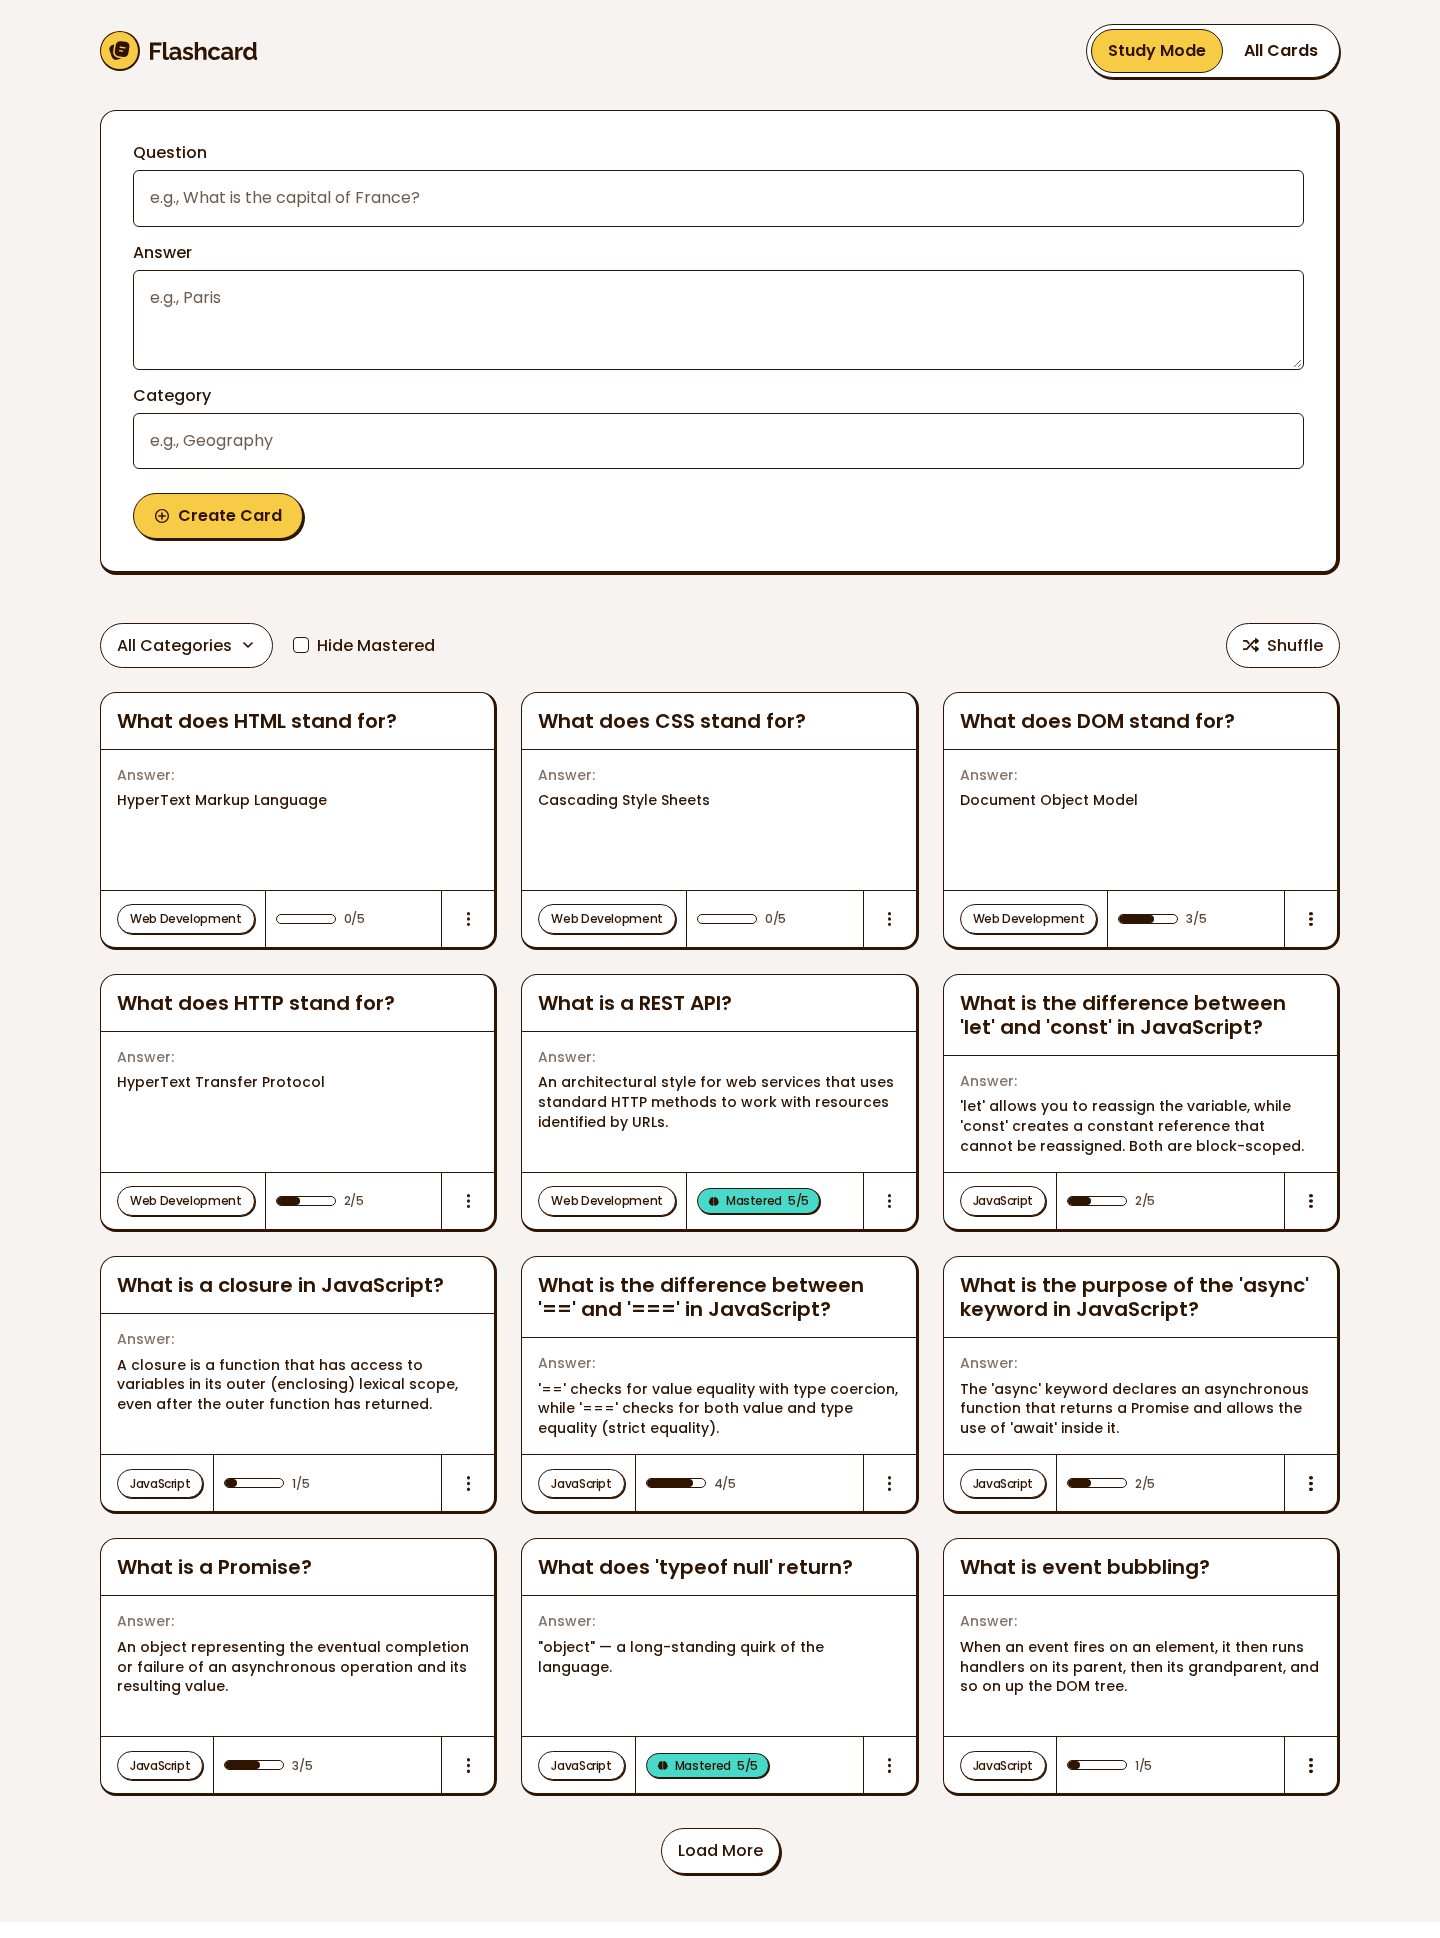 Flashcard
Study Mode
All Cards
Question
e.g., What is the capital of France?
Answer
e.g., Paris
Category
e.g., Geography
Create Card
All Categories
Hide Mastered
Shuffle
What does HTML stand for?
Answer:
HyperText Markup Language
Web Development
0/5
What does CSS stand for?
Answer:
Cascading Style Sheets
Web Development
0/5
What does DOM stand for?
Answer:
Document Object Model
Web Development
3/5
What does HTTP stand for?
Answer:
HyperText Transfer Protocol
Web Development
2/5
What is a REST API?
Answer:
An architectural style for web services that uses
standard HTTP methods to work with resources
identified by URLs.
Web Development
Mastered 5/5
What is the difference between
'let' and 'const' in JavaScript?
Answer:
'let' allows you to reassign the variable, while
'const' creates a constant reference that
cannot be reassigned. Both are block-scoped.
JavaScript
2/5
What is a closure in JavaScript?
Answer:
A closure is a function that has access to
variables in its outer (enclosing) lexical scope,
even after the outer function has returned.
JavaScript
1/5
What is the difference between
'==' and '===' in JavaScript?
Answer:
'==' checks for value equality with type coercion,
while '===' checks for both value and type
equality (strict equality).
JavaScript
4/5
What is the purpose of the 'async'
keyword in JavaScript?
Answer:
The 'async' keyword declares an asynchronous
function that returns a Promise and allows the
use of 'await' inside it.
JavaScript
2/5
What is a Promise?
Answer:
An object representing the eventual completion
or failure of an asynchronous operation and its
resulting value.
JavaScript
3/5
What does 'typeof null' return?
Answer:
"object" — a long-standing quirk of the
language.
JavaScript
Mastered 5/5
What is event bubbling?
Answer:
When an event fires on an element, it then runs
handlers on its parent, then its grandparent, and
so on up the DOM tree.
JavaScript
1/5
Load More